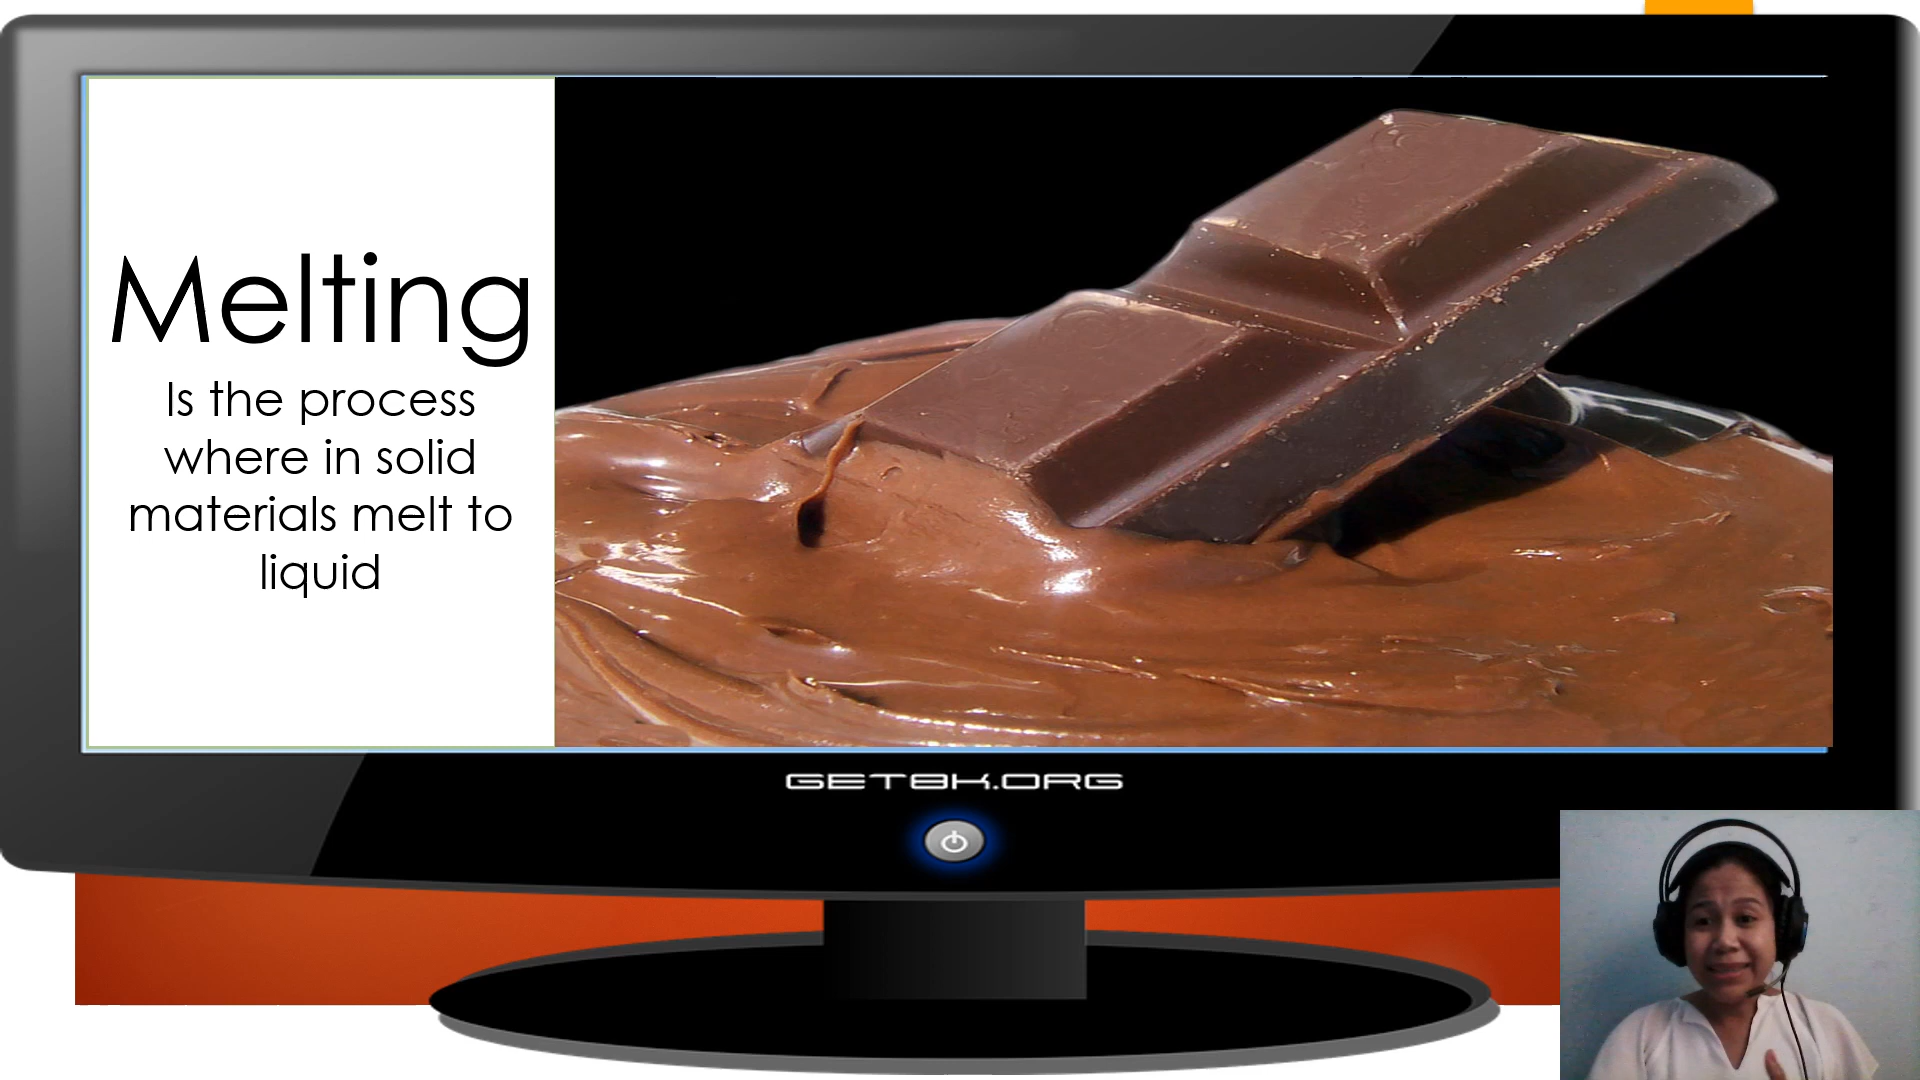 Melting
Is the process
where in solid
materials melt to
liquid
GET8K.ORG